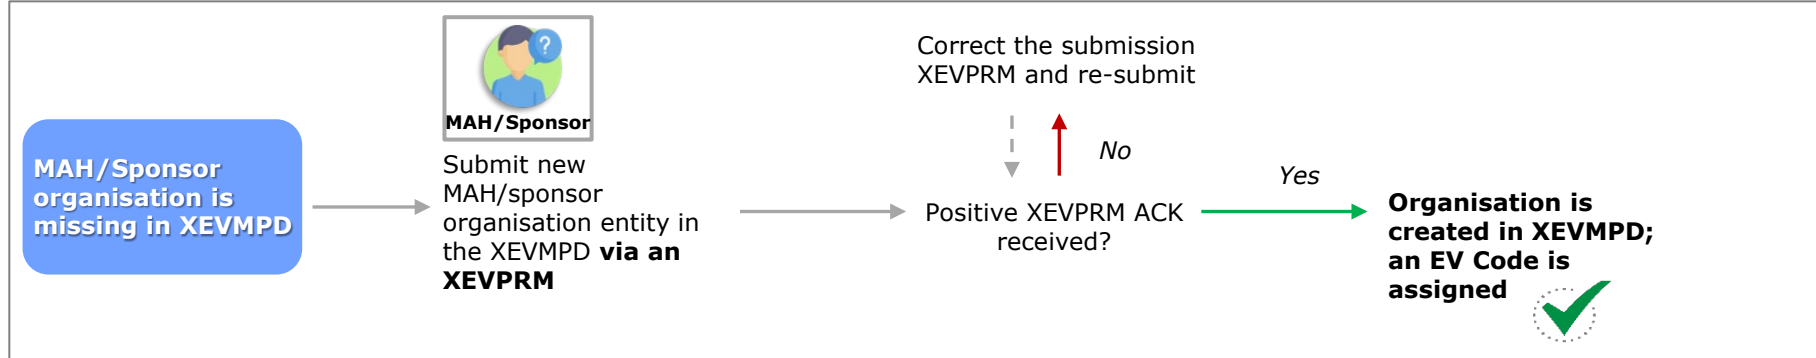 MAH/Sponsor
organisation is
missing in XEVMPD
?
MAH/Sponsor
Submit new
MAH/sponsor
organisation entity in
the XEVMPD via an
XEVPRM
Correct the submission
XEVPRM and re-submit
No
Positive XEVPRM ACK
received?
Yes
Organisation is
created in XEVMPD;
an EV Code is
assigned